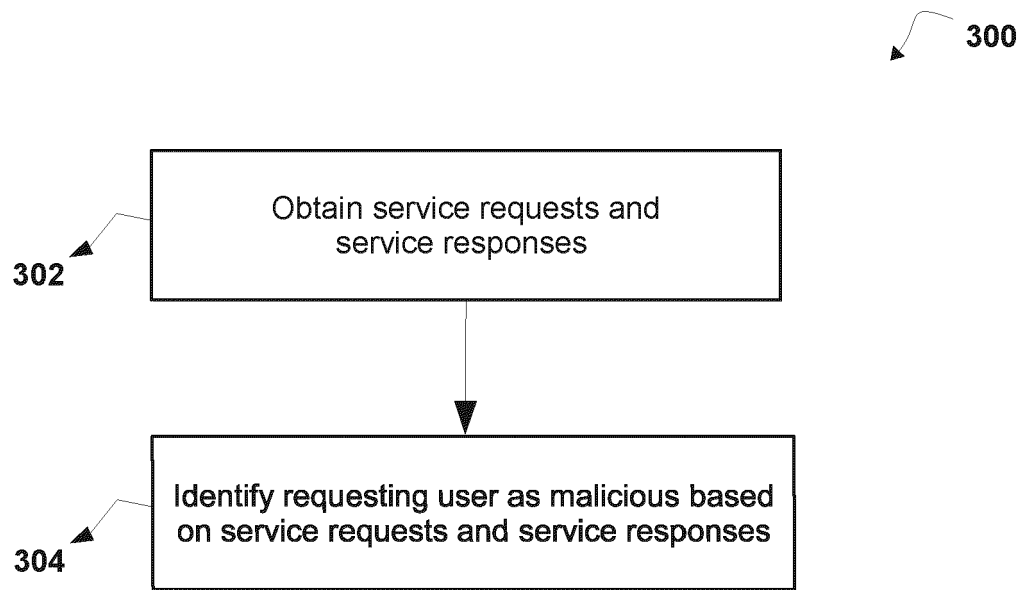 300
Obtain service requests and
service responses
302
Identify requesting user as malicious based
on service requests and service responses
304